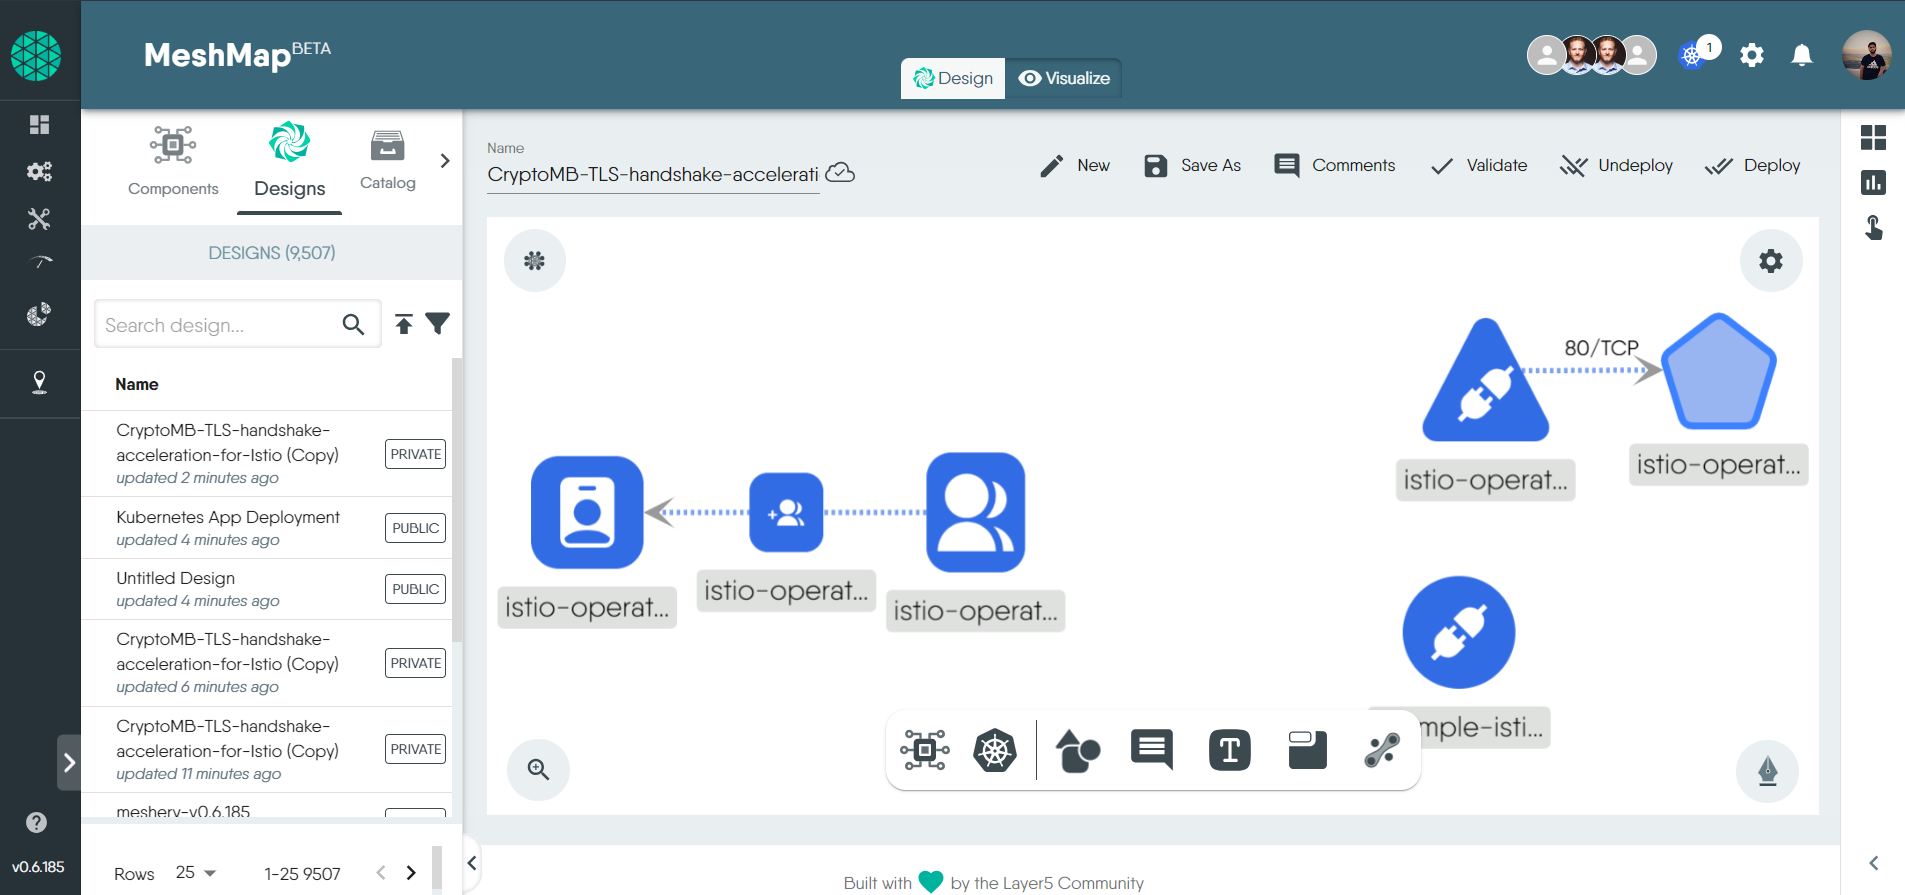 MeshMap BETA
Design
Visualize
1
Components
Designs
Catalog
DESIGNS (9,507)
Search design...
Name
CryptoMB-TLS-handshake-
acceleration-for-Istio (Copy)
updated 2 minutes ago
PRIVATE
Kubernetes App Deployment
updated 4 minutes ago
PUBLIC
Untitled Design
updated 4 minutes ago
PUBLIC
CryptoMB-TLS-handshake-
acceleration-for-Istio (Copy)
updated 6 minutes ago
PRIVATE
CryptoMB-TLS-handshake-
acceleration-for-Istio (Copy)
updated 11 minutes ago
PRIVATE
meshery-v0.6.185
Rows 25 1-25 9507
v0.6.185
Name
CryptoMB-TLS-handshake-accelerati
New
Save As
Comments
Validate
Undeploy
Deploy
80/TCP
istio-operat...
istio-operat...
istio-operat...
istio-operat...
istio-operat...
mple-isti...
T
Built with by the Layer5 Community